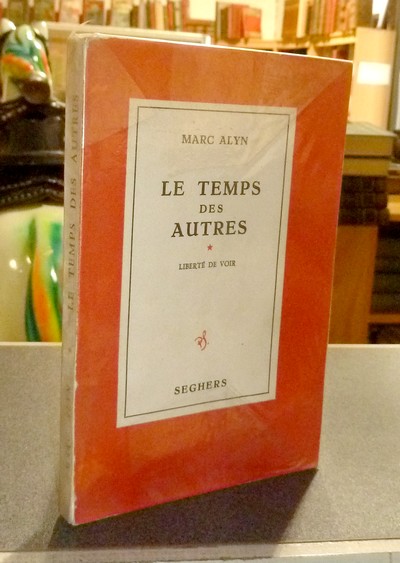 MARC ALYN
LE TEMPS
DES
AUTRES
LIBERTÉ DE VOIR
SEGHERS
LE TEMPS DES AUTRES